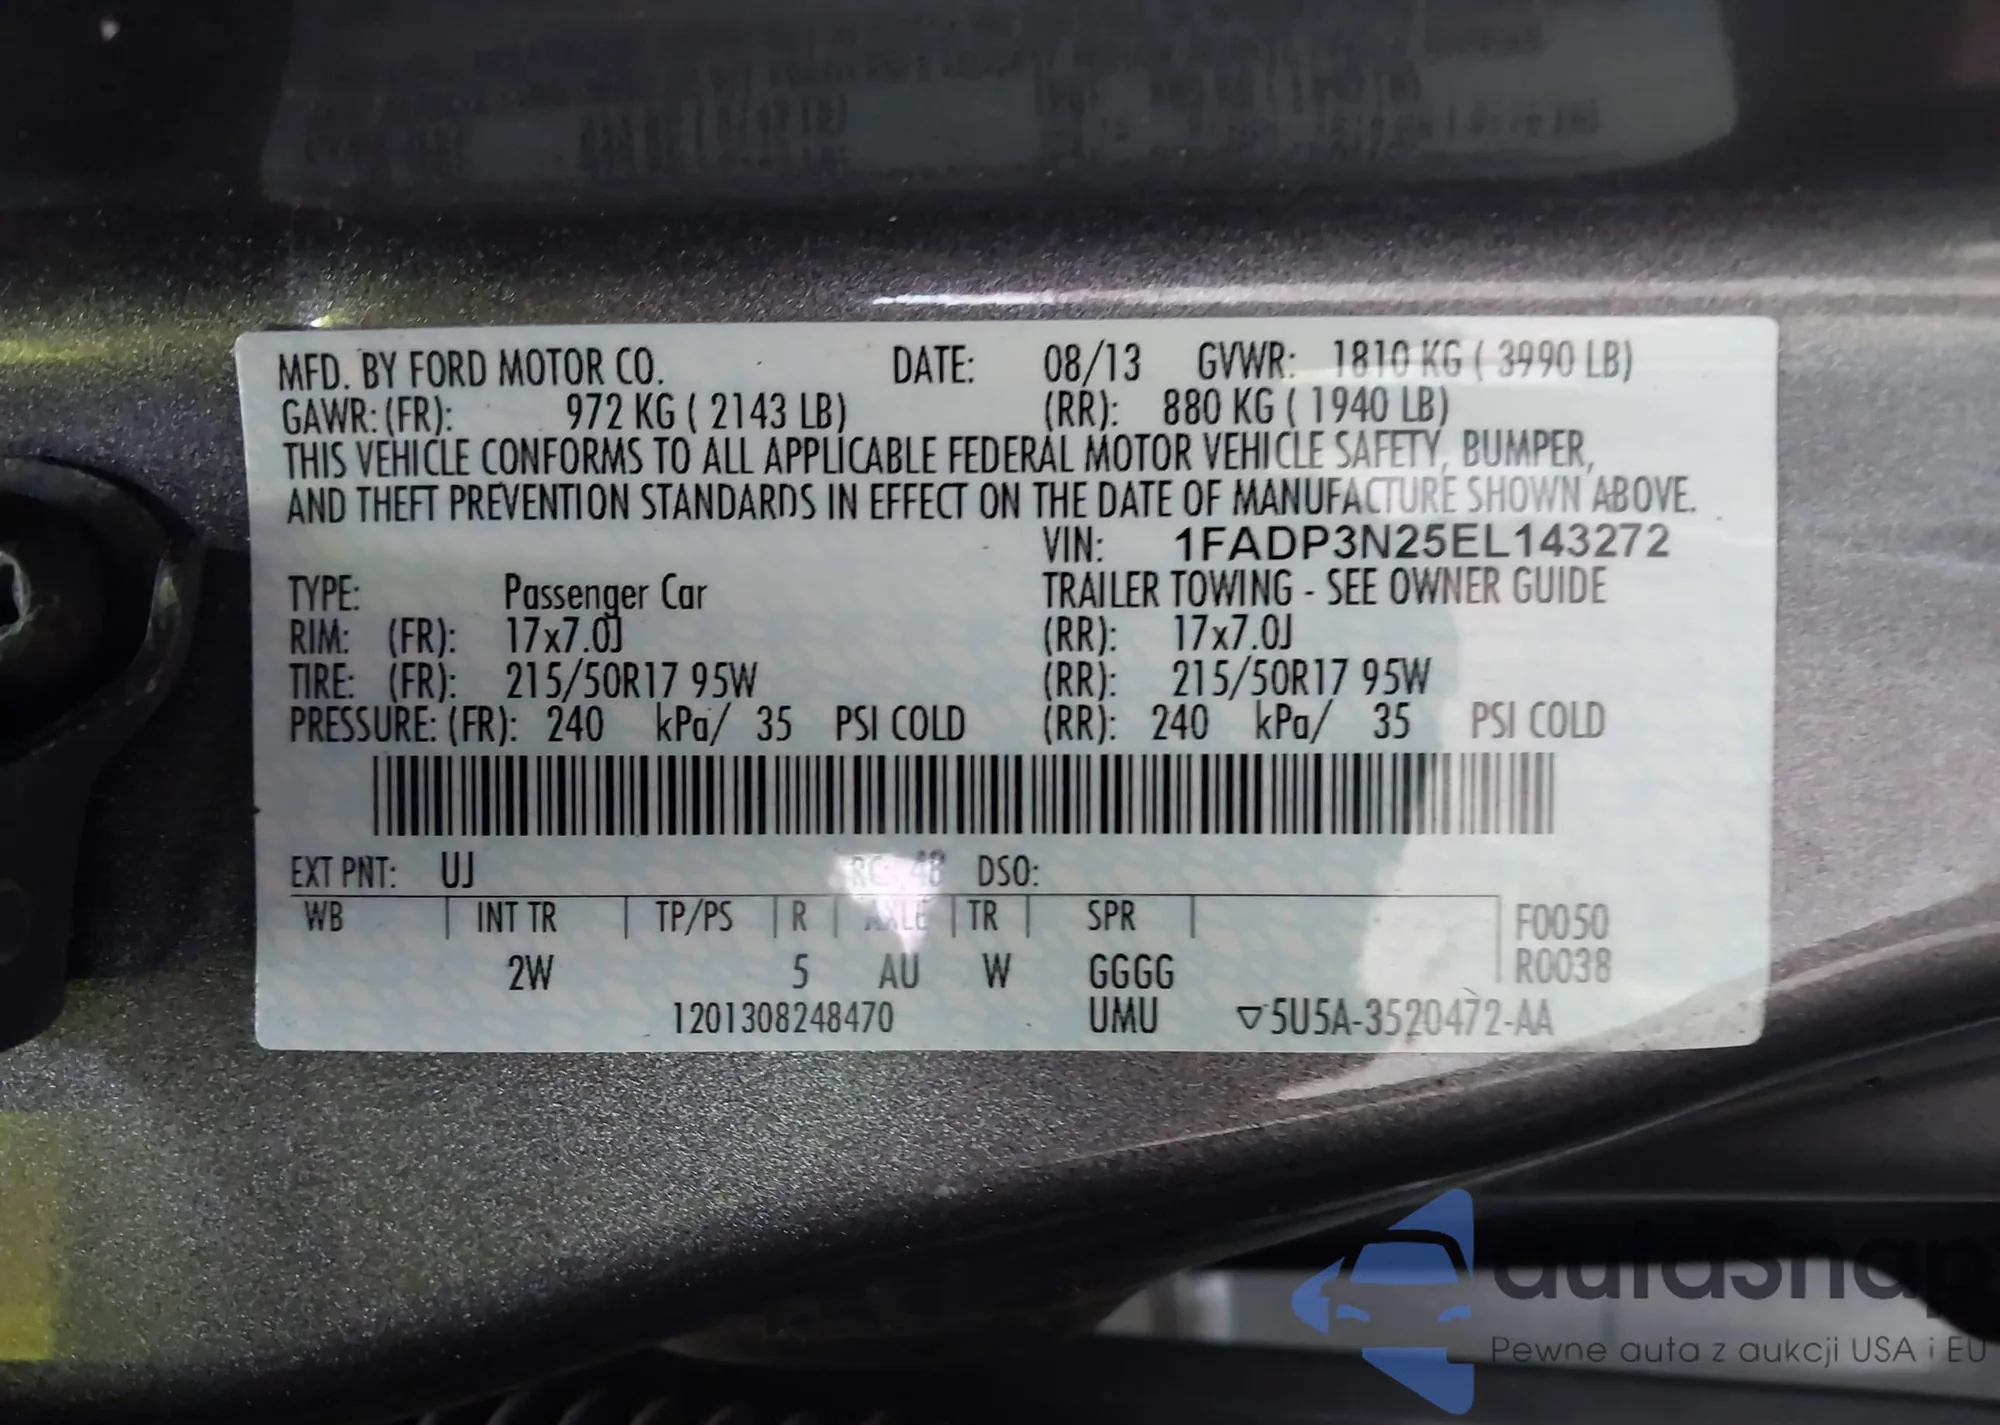 MFD. BY FORD MOTOR CO. DATE: 08/13 GVWR: 1810 KG ( 3990 LB)
GAWR: (FR): 972 KG ( 2143 LB) (RR): 880 KG ( 1940 LB)
THIS VEHICLE CONFORMS TO ALL APPLICABLE FEDERAL MOTOR VEHICLE SAFETY, BUMPER,
AND THEFT PREVENTION STANDARDS IN EFFECT ON THE DATE OF MANUFACTURE SHOWN ABOVE.
VIN: 1FADP3N25EL143272
TYPE: Passenger Car TRAILER TOWING - SEE OWNER GUIDE
RIM: (FR): 17x7.0J (RR): 17x7.0J
TIRE: (FR): 215/50R17 95W (RR): 215/50R17 95W
PRESSURE: (FR): 240 kPa/ 35 PSI COLD (RR): 240 kPa/ 35 PSI COLD
EXT PNT: UJ RC: 48 DSO:
WB | INT TR | TP/PS | R | AXLE | TR | SPR | F0050
2W 5 AU W GGGG R0038
1201308248470 UMU ▽5U5A-3520472-AA
autaSnap
Pewne auta z aukcji USA i EU